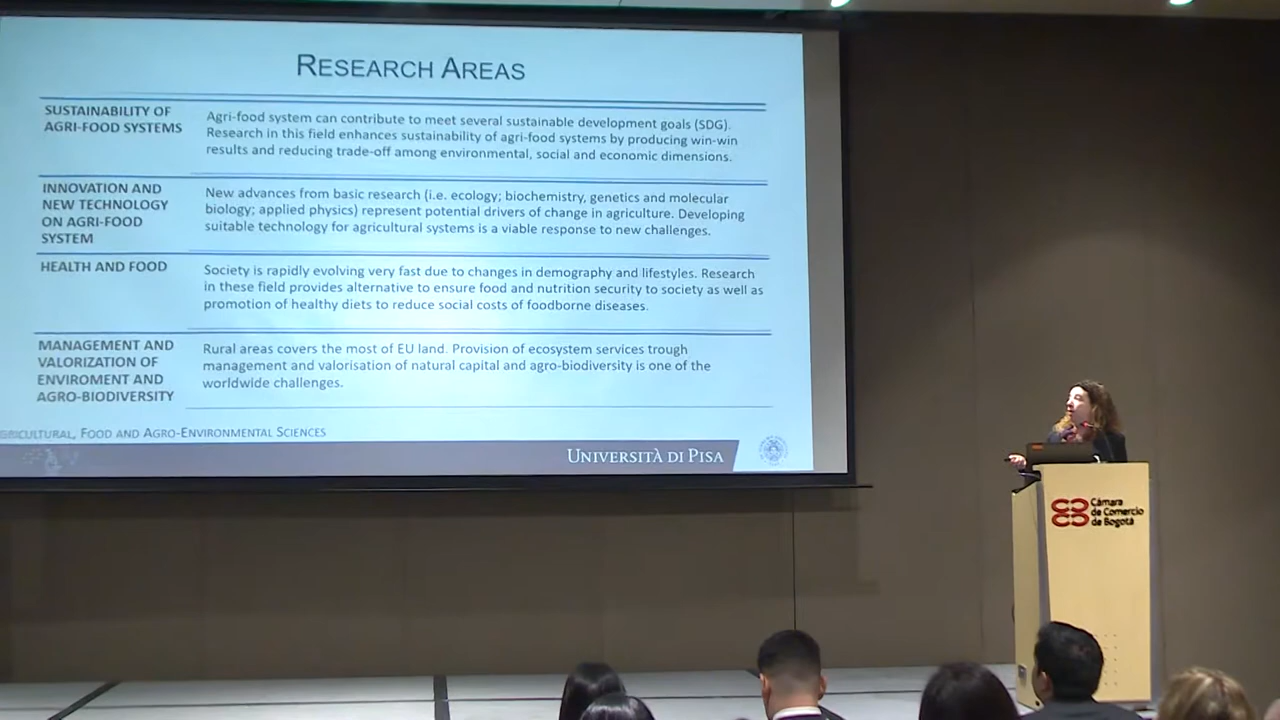 RESEARCH AREAS
SUSTAINABILITY OF
AGRI-FOOD SYSTEMS
Agri-food system can contribute to meet several sustainable development goals (SDG).
Research in this field enhances sustainability of agri-food systems by producing win-win
results and reducing trade-off among environmental, social and economic dimensions.
INNOVATION AND
NEW TECHNOLOGY
ON AGRI-FOOD
SYSTEM
New advances from basic research (i.e. ecology; biochemistry, genetics and molecular
biology; applied physics) represent potential drivers of change in agriculture. Developing
suitable technology for agricultural systems is a viable response to new challenges.
HEALTH AND FOOD
Society is rapidly evolving very fast due to changes in demography and lifestyles. Research
in these field provides alternative to ensure food and nutrition security to society as well as
promotion of healthy diets to reduce social costs of foodborne diseases.
MANAGEMENT AND
VALORIZATION OF
ENVIROMENT AND
AGRO-BIODIVERSITY
Rural areas covers the most of EU land. Provision of ecosystem services trough
management and valorisation of natural capital and agro-biodiversity is one of the
worldwide challenges.
GRICULTURAL, FOOD AND AGRO-ENVIRONMENTAL SCIENCES
UNIVERSITÀ DI PISA
Cámara
de Comercio
de Bogotá